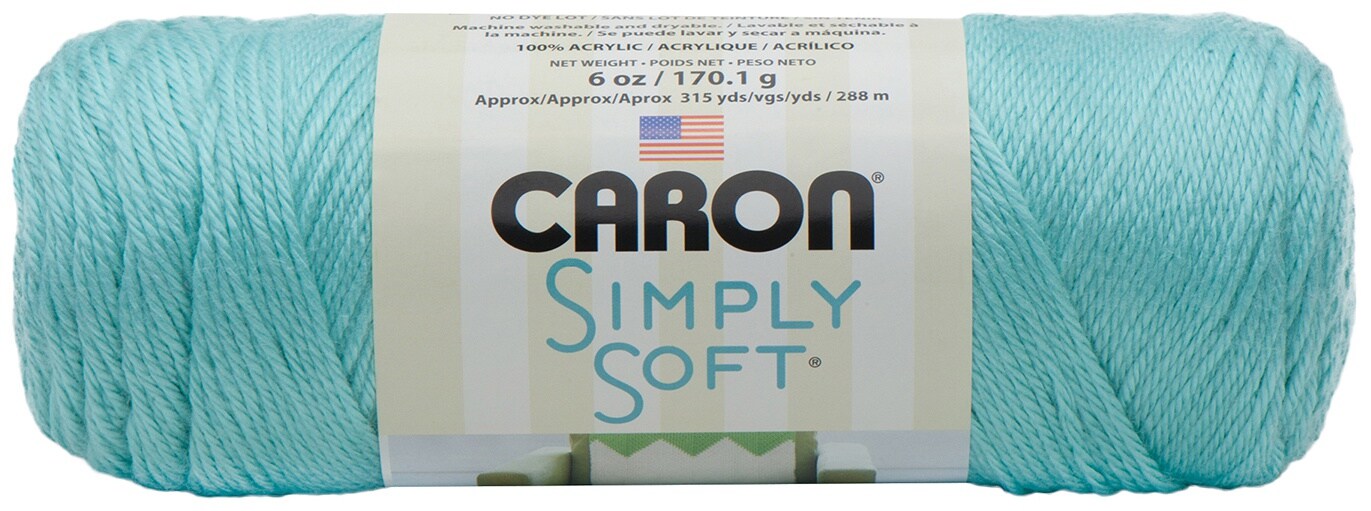 NO DYE LOT / SANS LOT DE TEINTURE /
Machine washable and dryable. / Lavable et séchable à
la machine. / Se puede lavar y secar a máquina.
100% ACRYLIC / ACRYLIQUE / ACRÍLICO
NET WEIGHT • POIDS NET • PESO NETO
6 oz / 170.1 g
Approx/Approx/Aprox 315 yds/vgs/yds / 288 m
CARON®
SIMPLY
SOFT®